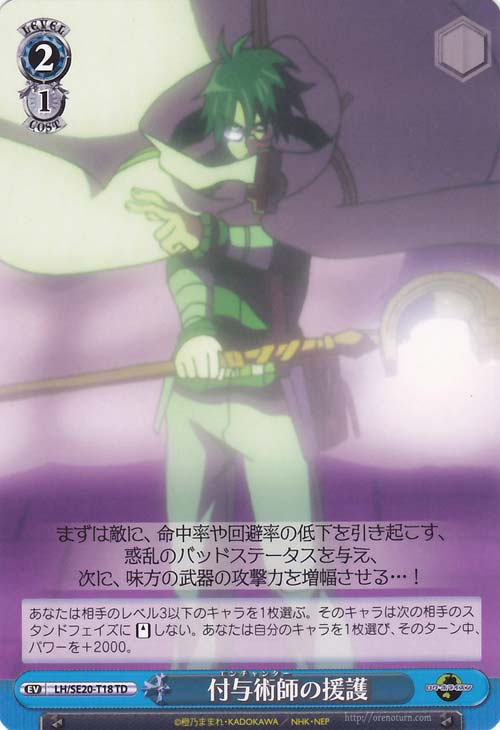 LEVEL
2
1
COST
まずは敵に、命中率や回避率の低下を引き起こす、
惑乱のバッドステータスを与え、
次に、味方の武器の攻撃力を増幅させる…！
あなたは相手のレベル3以下のキャラを1枚選ぶ。そのキャラは次の相手のス
タンドフェイズに しない。あなたは自分のキャラを1枚選び、そのターン中、
パワーを+2000。
エンチャンター
EV LH/SE20-T18 TD 付与術師の援護 ログ・ホライズン
©橙乃ままれ・KADOKAWA / NHK・NEP
http://orenoturn.com